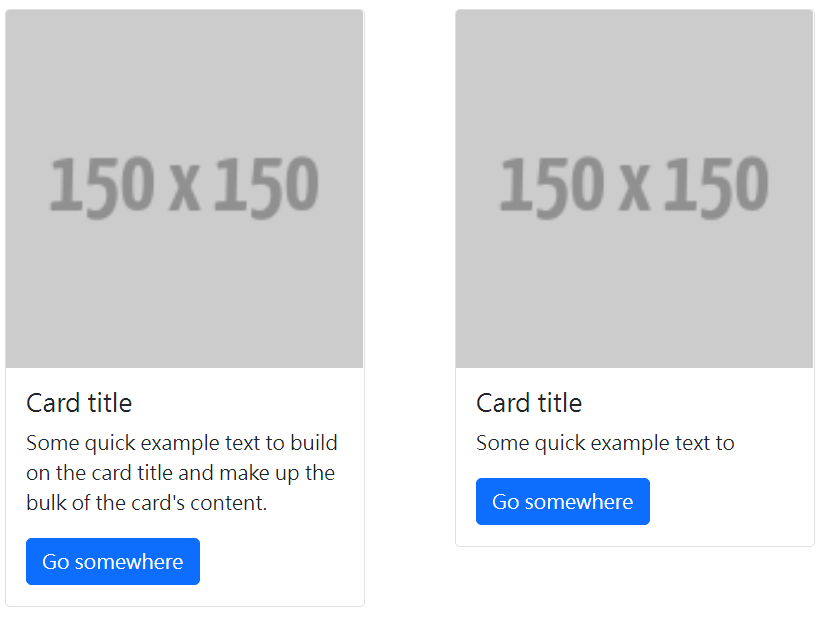 150 x 150
Card title
Some quick example text to build
on the card title and make up the
bulk of the card's content.
Go somewhere
150 x 150
Card title
Some quick example text to
Go somewhere